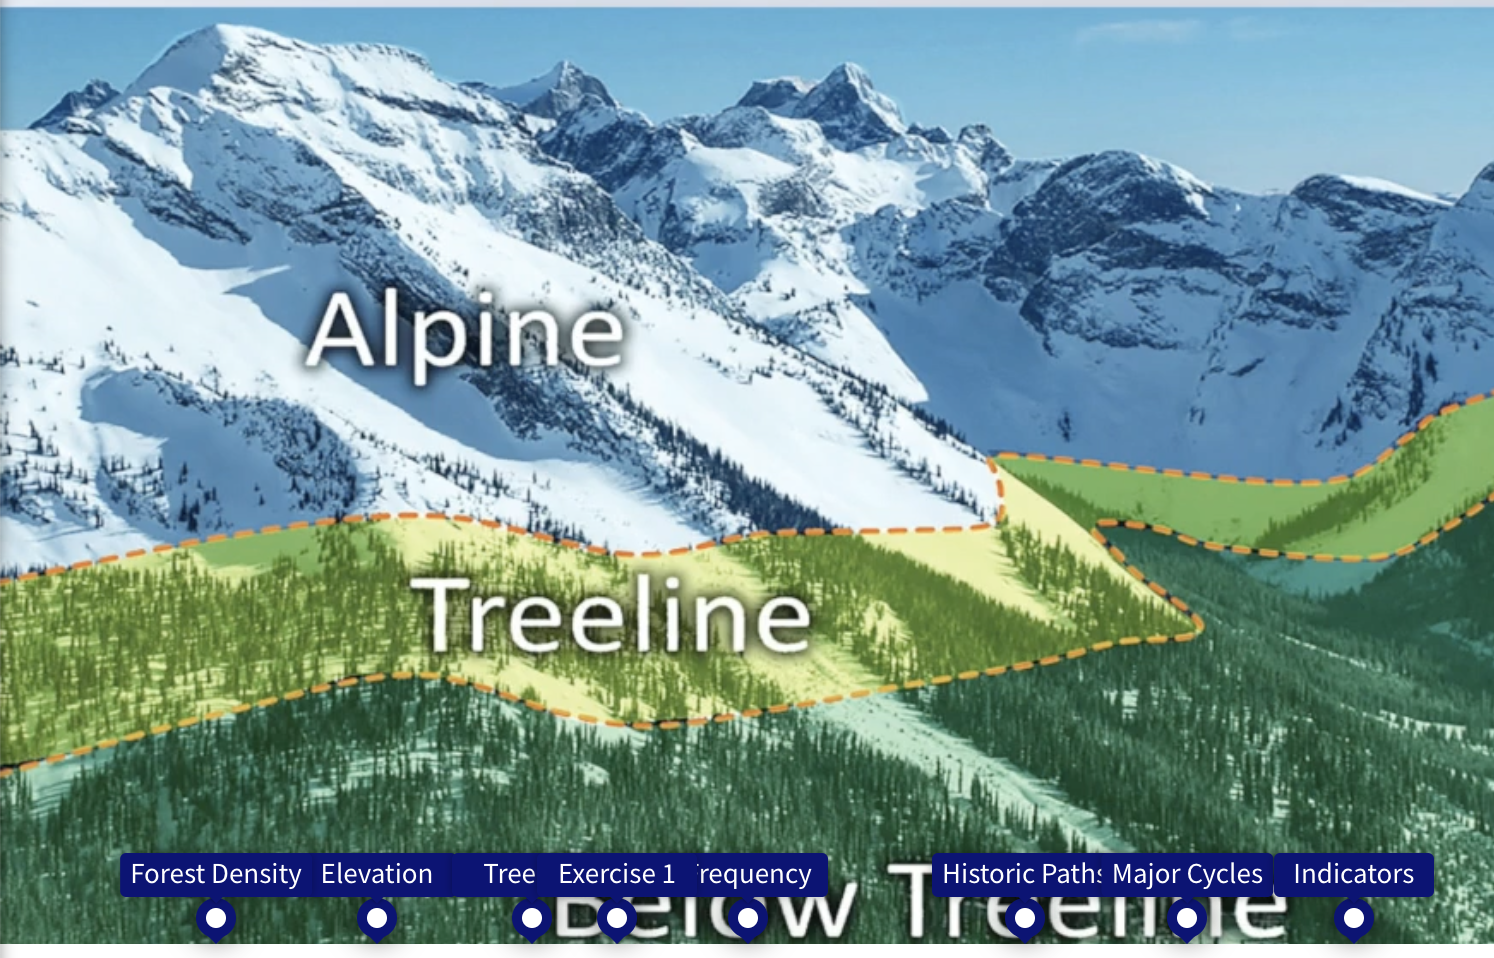 Alpine
Treeline
Forest Density Elevation Tree Exercise 1 requency Historic Paths Major Cycles Indicators
Below Treeline